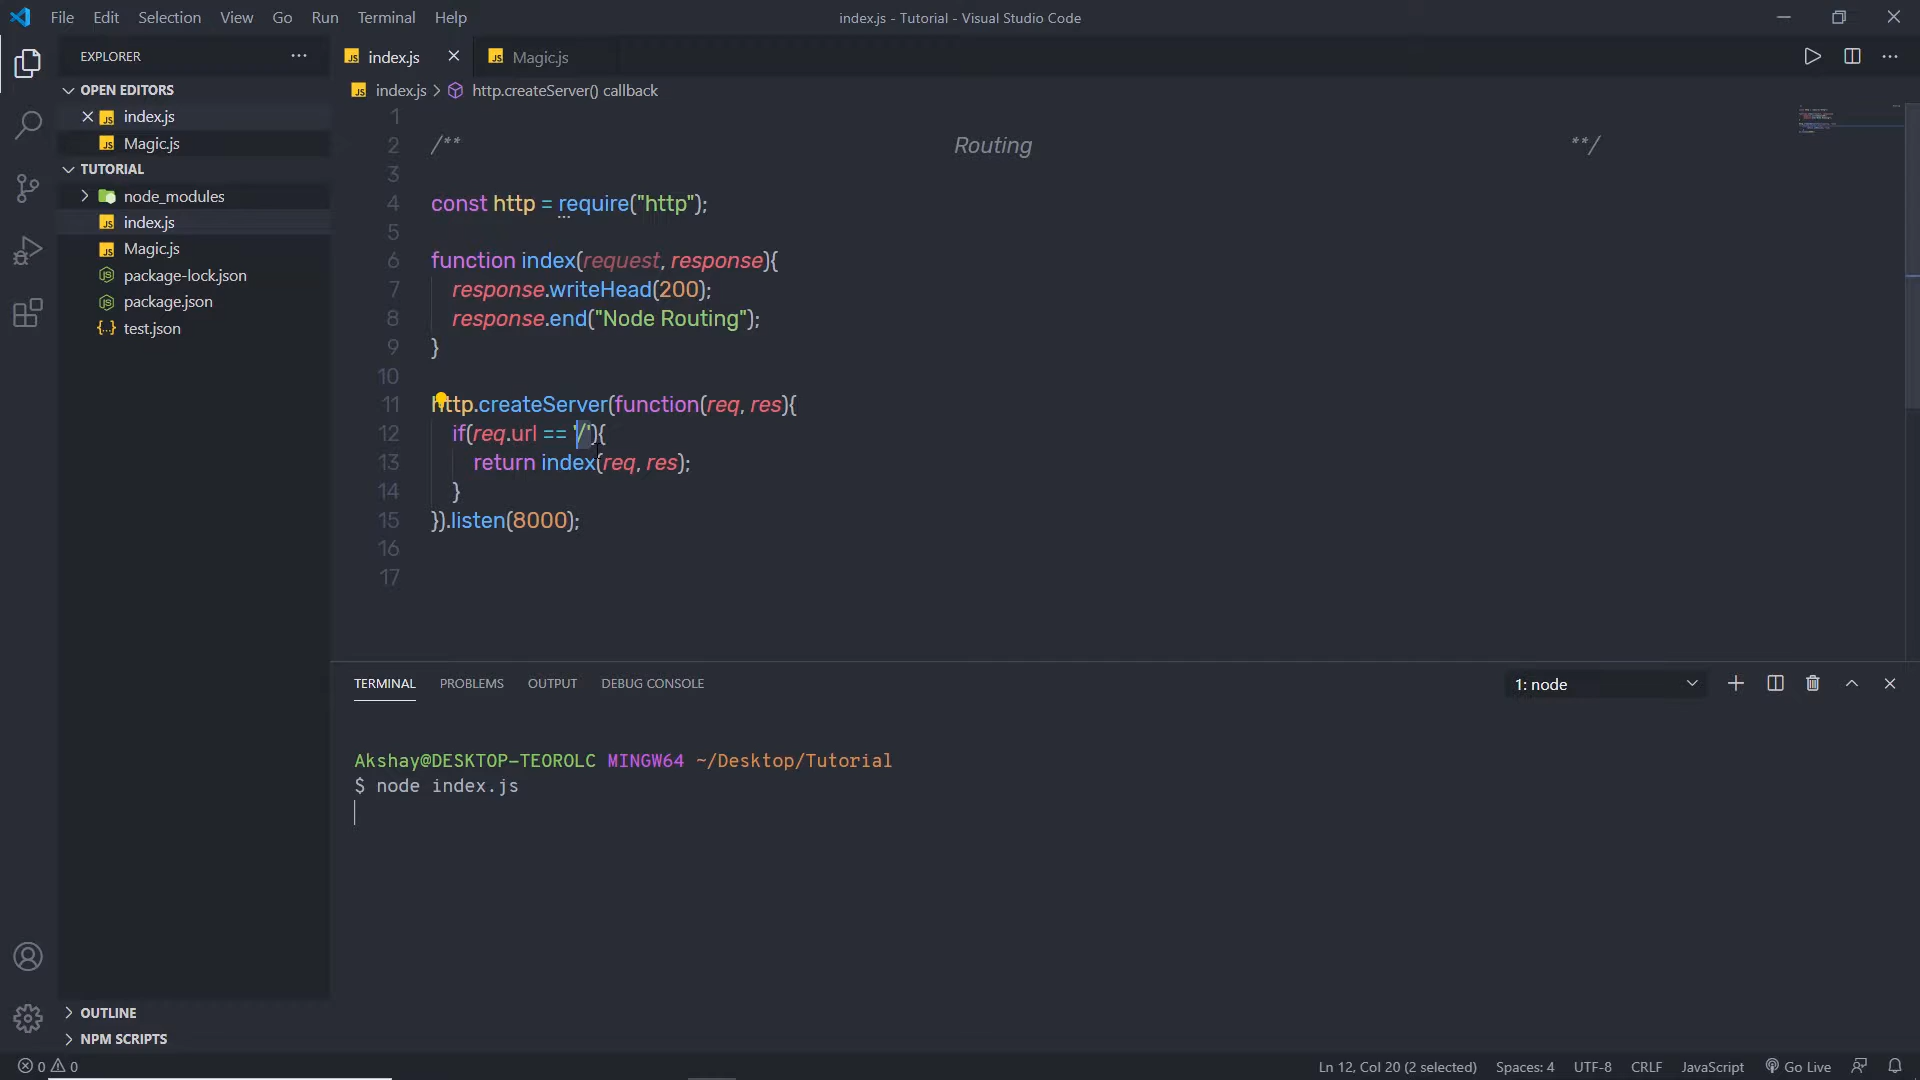 File Edit Selection View Go Run Terminal Help
index.js - Tutorial - Visual Studio Code
EXPLORER
OPEN EDITORS
index.js
Magic.js
TUTORIAL
node_modules
index.js
Magic.js
package-lock.json
package.json
test.json
OUTLINE
NPM SCRIPTS
index.js Magic.js
index.js > http.createServer() callback
1
2 /** Routing **/
3
4 const http = require("http");
5
6 function index(request, response){
7 response.writeHead(200);
8 response.end("Node Routing");
9 }
10
11 http.createServer(function(req, res){
12 if(req.url == '/'){
13 return index(req, res);
14 }
15 }).listen(8000);
16
17
TERMINAL PROBLEMS OUTPUT DEBUG CONSOLE
1: node
Akshay@DESKTOP-TEOROLC MINGW64 ~/Desktop/Tutorial
$ node index.js
0 0
Ln 12, Col 20 (2 selected) Spaces: 4 UTF-8 CRLF JavaScript Go Live